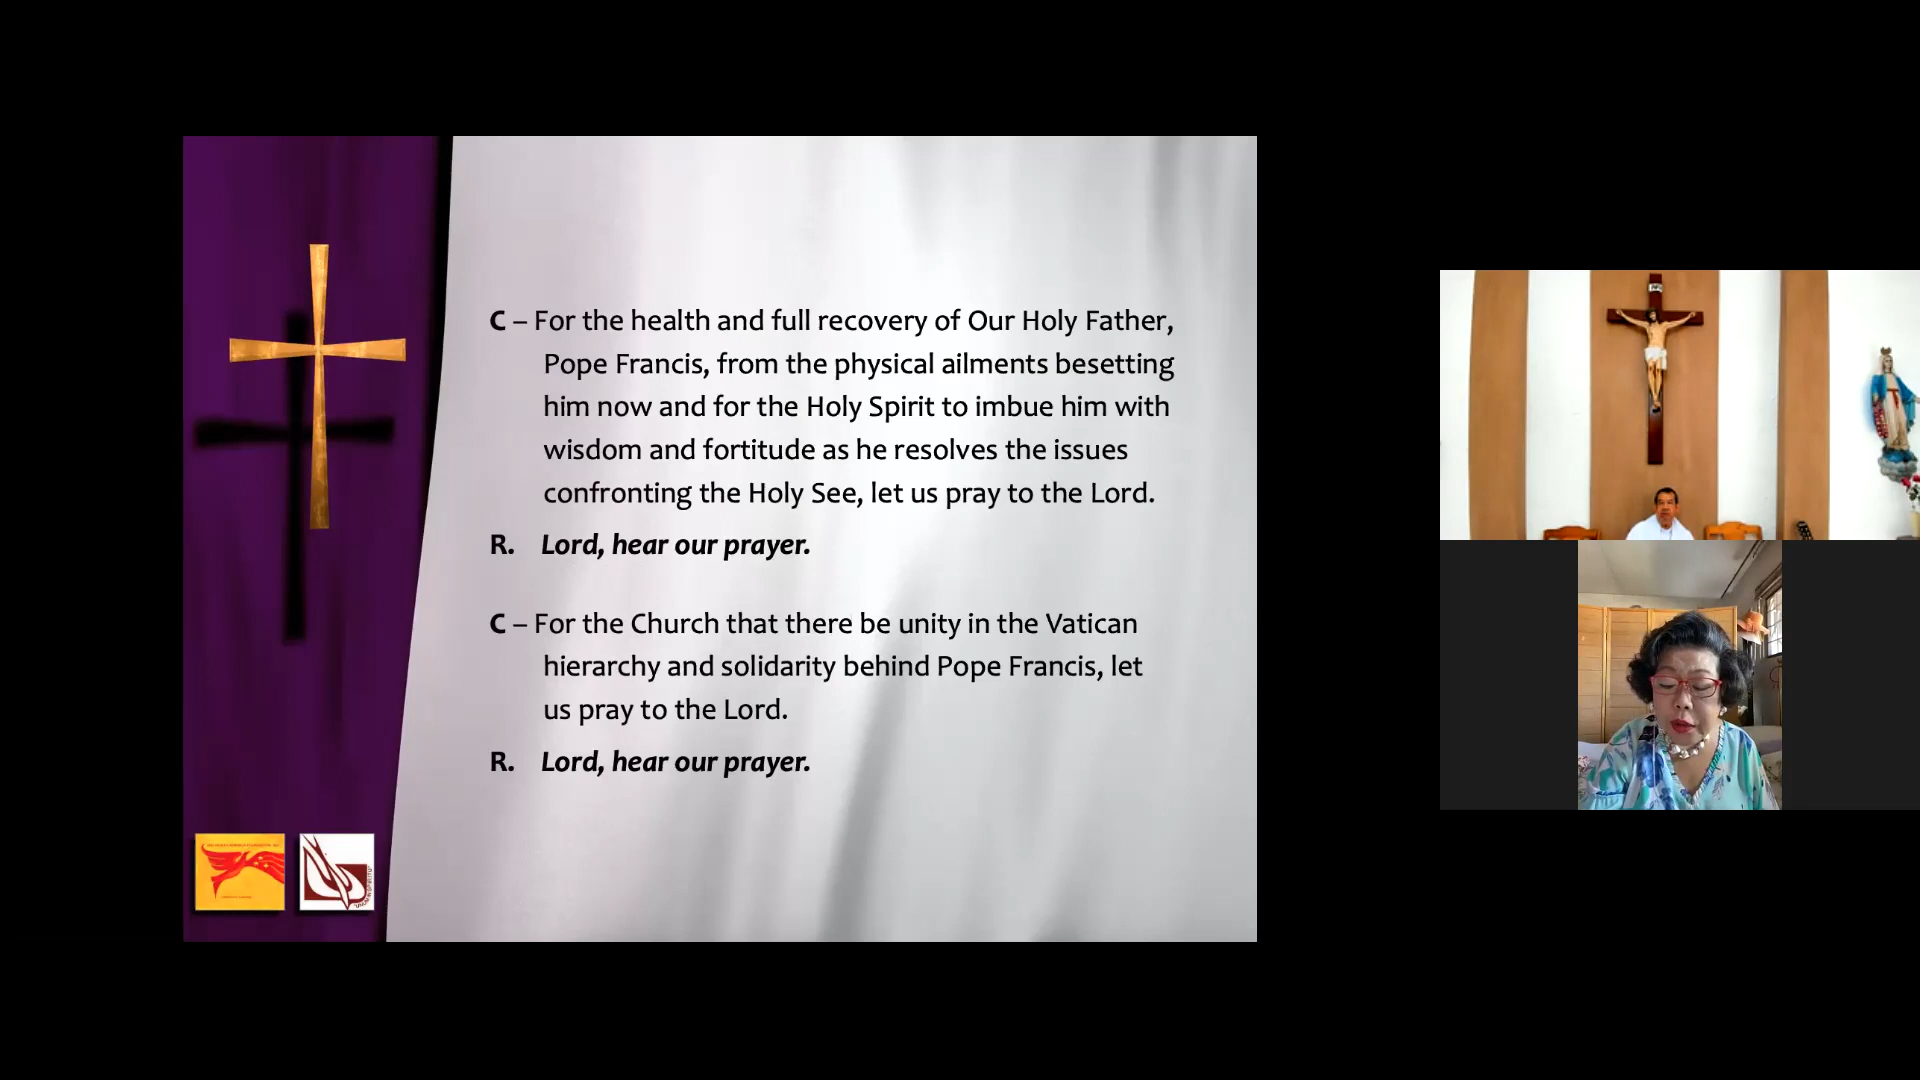 C – For the health and full recovery of Our Holy Father,
Pope Francis, from the physical ailments besetting
him now and for the Holy Spirit to imbue him with
wisdom and fortitude as he resolves the issues
confronting the Holy See, let us pray to the Lord.
R. Lord, hear our prayer.
C – For the Church that there be unity in the Vatican
hierarchy and solidarity behind Pope Francis, let
us pray to the Lord.
R. Lord, hear our prayer.